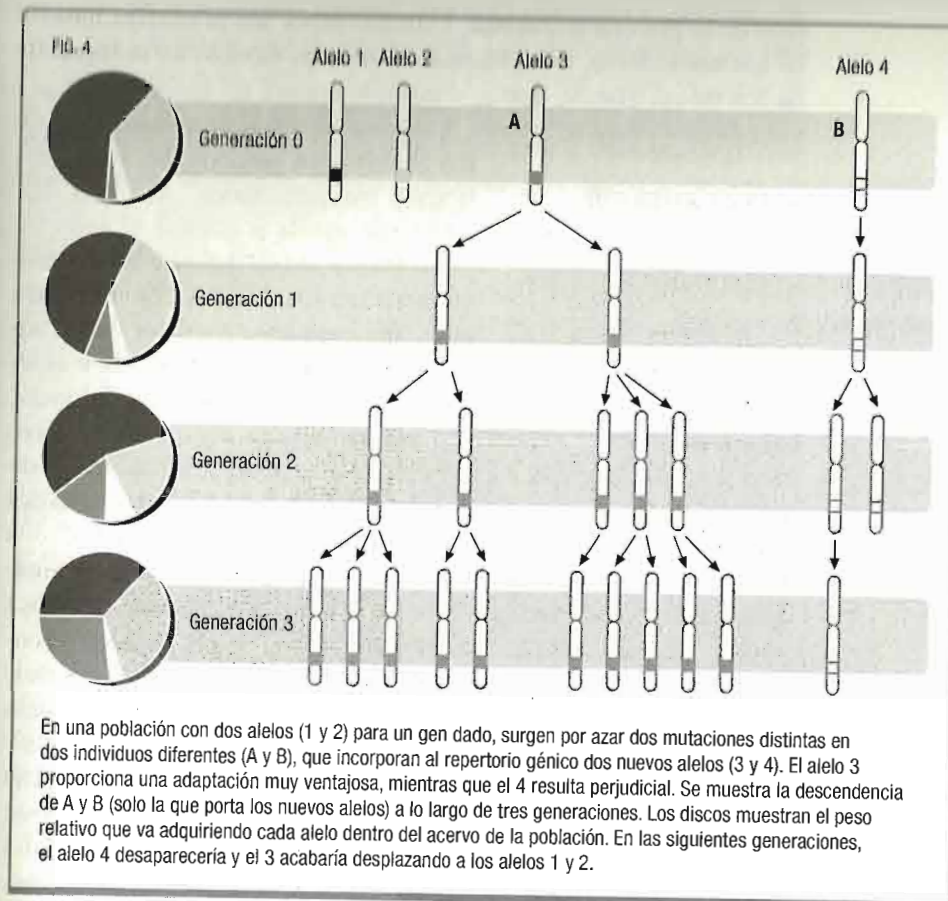 FIG. 4
Alelo 1 Alelo 2 Alelo 3 Alelo 4
Generación 0 A B
Generación 1
Generación 2
Generación 3
En una población con dos alelos (1 y 2) para un gen dado, surgen por azar dos mutaciones distintas en
dos individuos diferentes (A y B), que incorporan al repertorio génico dos nuevos alelos (3 y 4). El alelo 3
proporciona una adaptación muy ventajosa, mientras que el 4 resulta perjudicial. Se muestra la descendencia
de A y B (solo la que porta los nuevos alelos) a lo largo de tres generaciones. Los discos muestran el peso
relativo que va adquiriendo cada alelo dentro del acervo de la población. En las siguientes generaciones,
el alelo 4 desaparecería y el 3 acabaría desplazando a los alelos 1 y 2.